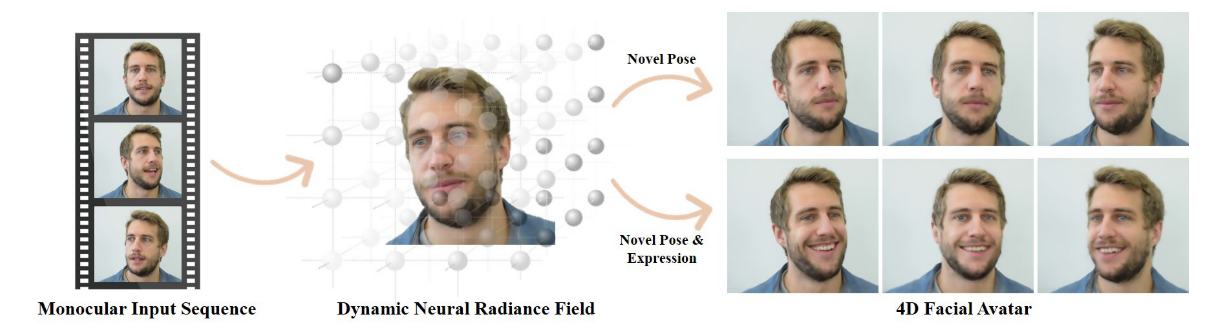 Novel Pose
Novel Pose &
Expression
Monocular Input Sequence
Dynamic Neural Radiance Field
4D Facial Avatar